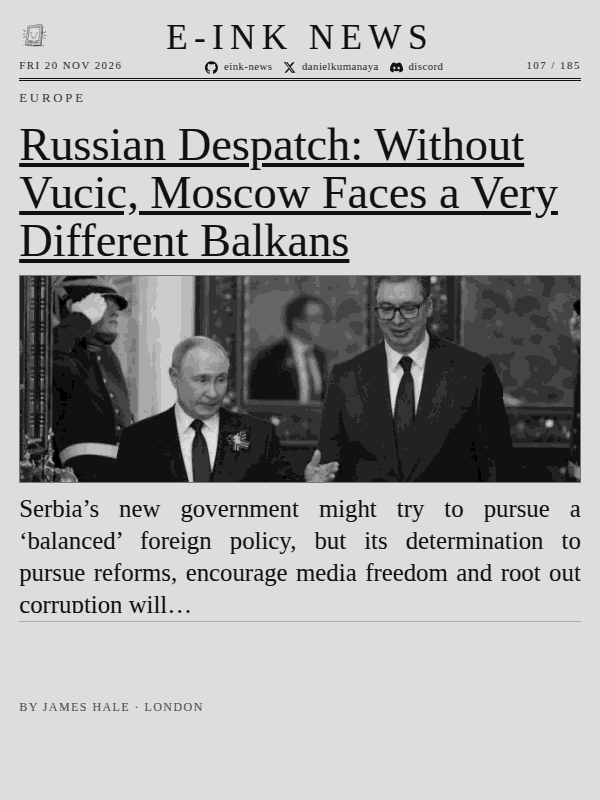 E-INK NEWS
FRI 20 NOV 2026
eink-news danielkumanaya discord
107 / 185
EUROPE
Russian Despatch: Without
Vucic, Moscow Faces a Very
Different Balkans
Serbia’s new government might try to pursue a
‘balanced’ foreign policy, but its determination to
pursue reforms, encourage media freedom and root out
corruption will…
BY JAMES HALE · LONDON